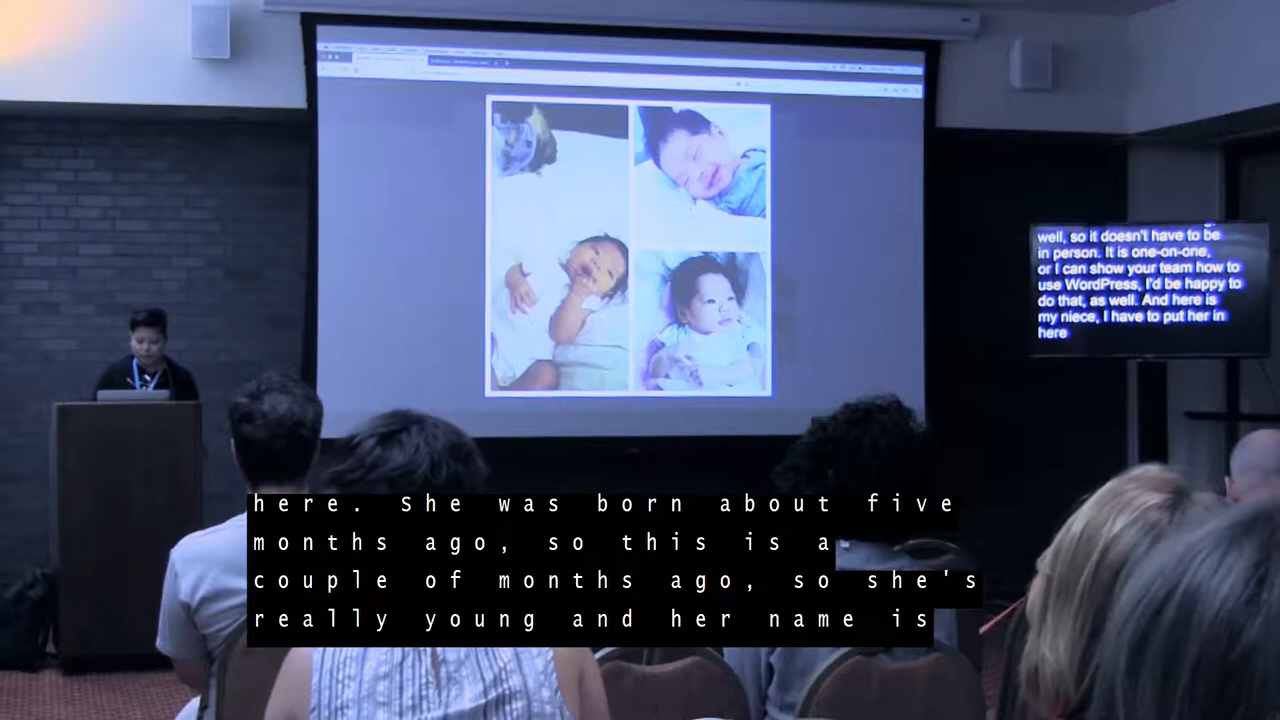 well, so it doesn't have to be
in person. It is one-on-one,
or I can show your team how to
use WordPress, I'd be happy to
do that, as well. And here is
my niece, I have to put her in
here
here. She was born about five
months ago, so this is a
couple of months ago, so she's
really young and her name is